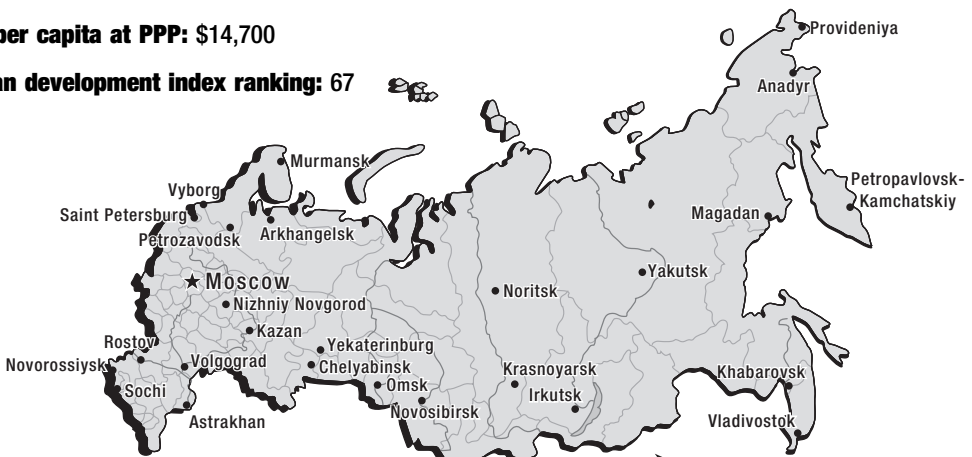 per capita at PPP: $14,700
an development index ranking: 67
Provideniya
Anadyr
Murmansk
Petropavlovsk-
Kamchatskiy
Vyborg
Saint Petersburg
Magadan
Petrozavodsk
Arkhangelsk
Yakutsk
Moscow
Noritsk
Nizhniy Novgorod
Kazan
Rostov
Yekaterinburg
Novorossiysk
Volgograd
Chelyabinsk
Krasnoyarsk
Khabarovsk
Omsk
Sochi
Irkutsk
Novosibirsk
Astrakhan
Vladivostok